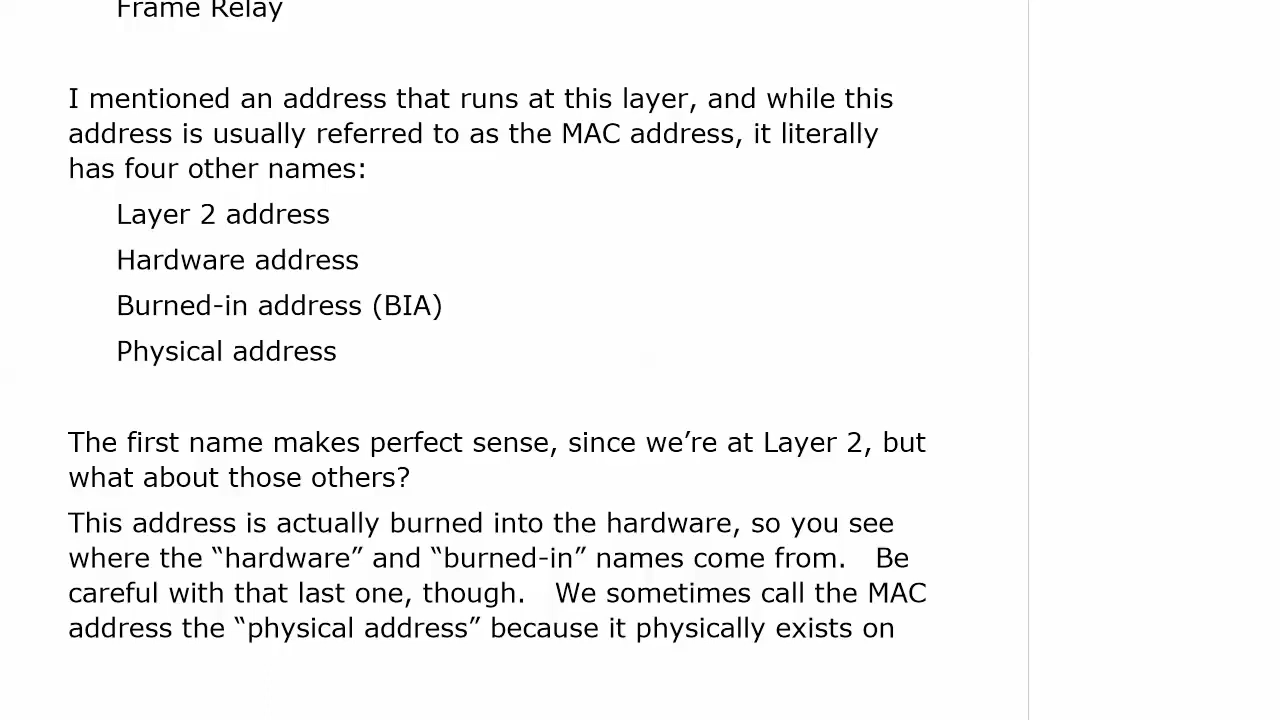 Frame Relay
I mentioned an address that runs at this layer, and while this
address is usually referred to as the MAC address, it literally
has four other names:
Layer 2 address
Hardware address
Burned-in address (BIA)
Physical address
The first name makes perfect sense, since we’re at Layer 2, but
what about those others?
This address is actually burned into the hardware, so you see
where the “hardware” and “burned-in” names come from.   Be
careful with that last one, though.   We sometimes call the MAC
address the “physical address” because it physically exists on